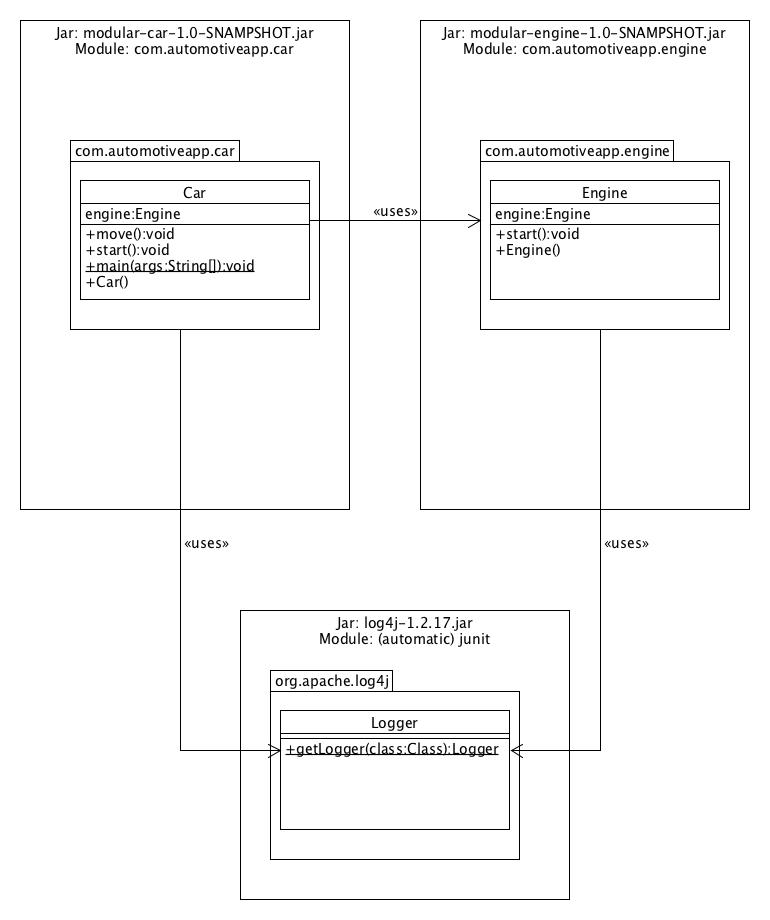 Jar: modular-car-1.0-SNAMPSHOT.jar
Module: com.automotiveapp.car
com.automotiveapp.car
Car
engine:Engine
+move():void
+start():void
+main(args:String[]):void
+Car()
«uses»
Jar: modular-engine-1.0-SNAMPSHOT.jar
Module: com.automotiveapp.engine
com.automotiveapp.engine
Engine
engine:Engine
+start():void
+Engine()
«uses»
«uses»
Jar: log4j-1.2.17.jar
Module: (automatic) junit
org.apache.log4j
Logger
+getLogger(class:Class):Logger